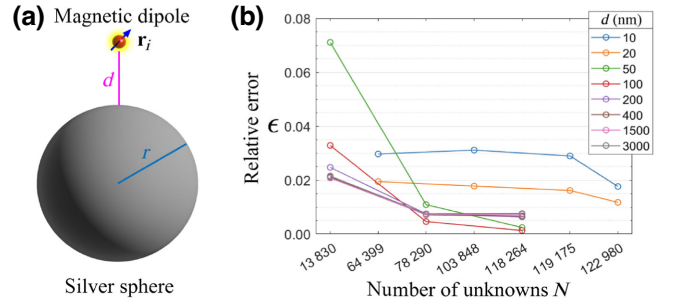 (a)
Magnetic dipole
rᵢ
d
r
Silver sphere
(b)
Relative error
ϵ
0.08
0.06
0.04
0.02
0.00
d (nm)
10
20
50
100
200
400
1500
3000
13 830
64 399
78 290
103 848
118 264
119 175
122 980
Number of unknowns N